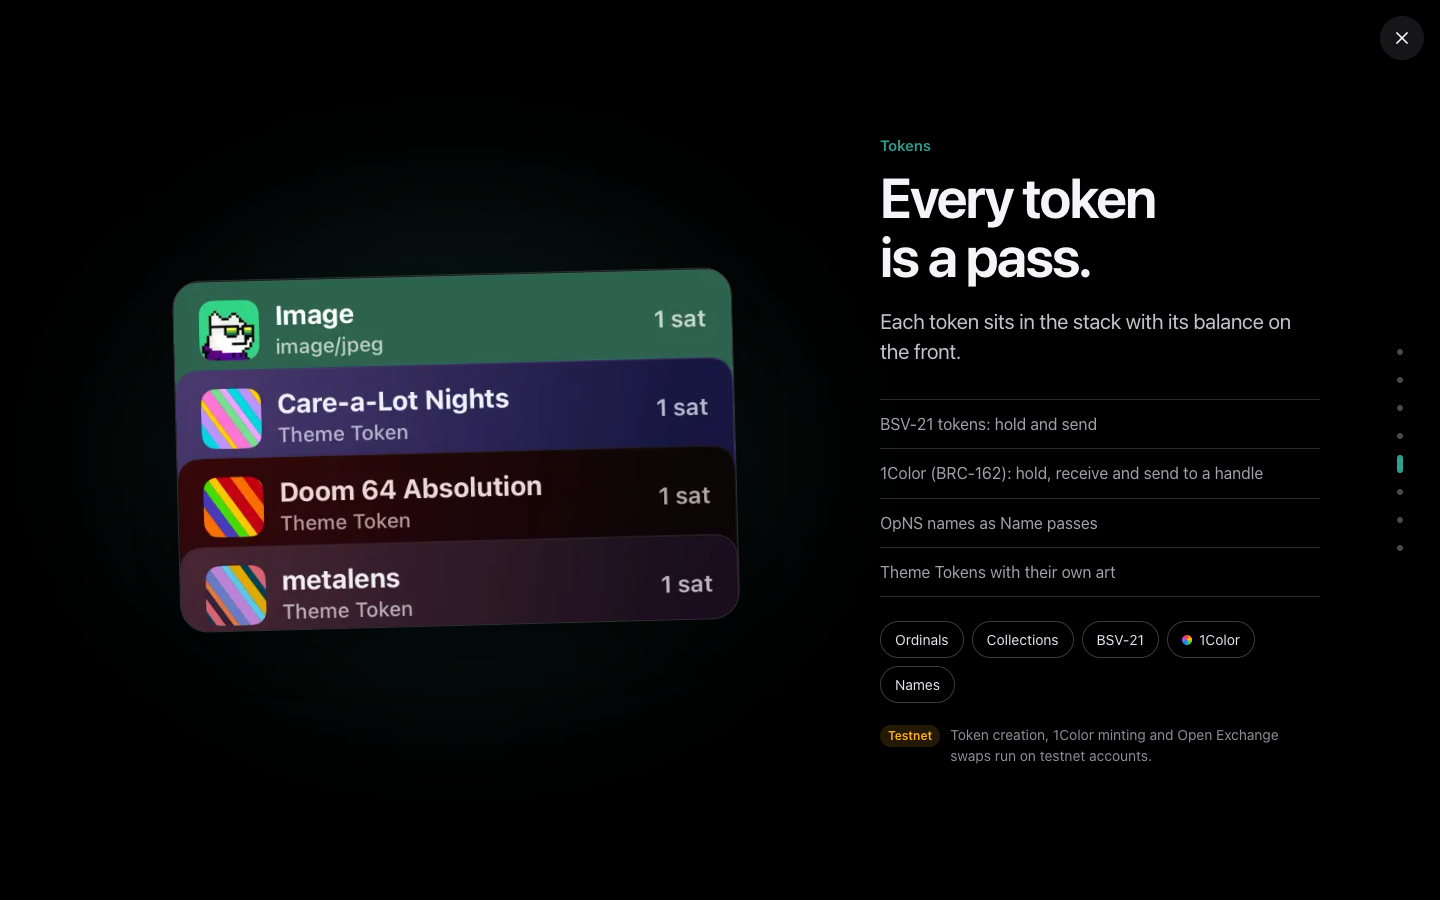 Image
image/jpeg
1 sat
Care-a-Lot Nights
Theme Token
1 sat
Doom 64 Absolution
Theme Token
1 sat
metalens
Theme Token
1 sat
Tokens
Every token
is a pass.
Each token sits in the stack with its balance on
the front.
BSV-21 tokens: hold and send
1Color (BRC-162): hold, receive and send to a handle
OpNS names as Name passes
Theme Tokens with their own art
Ordinals
Collections
BSV-21
1Color
Names
Testnet
Token creation, 1Color minting and Open Exchange
swaps run on testnet accounts.